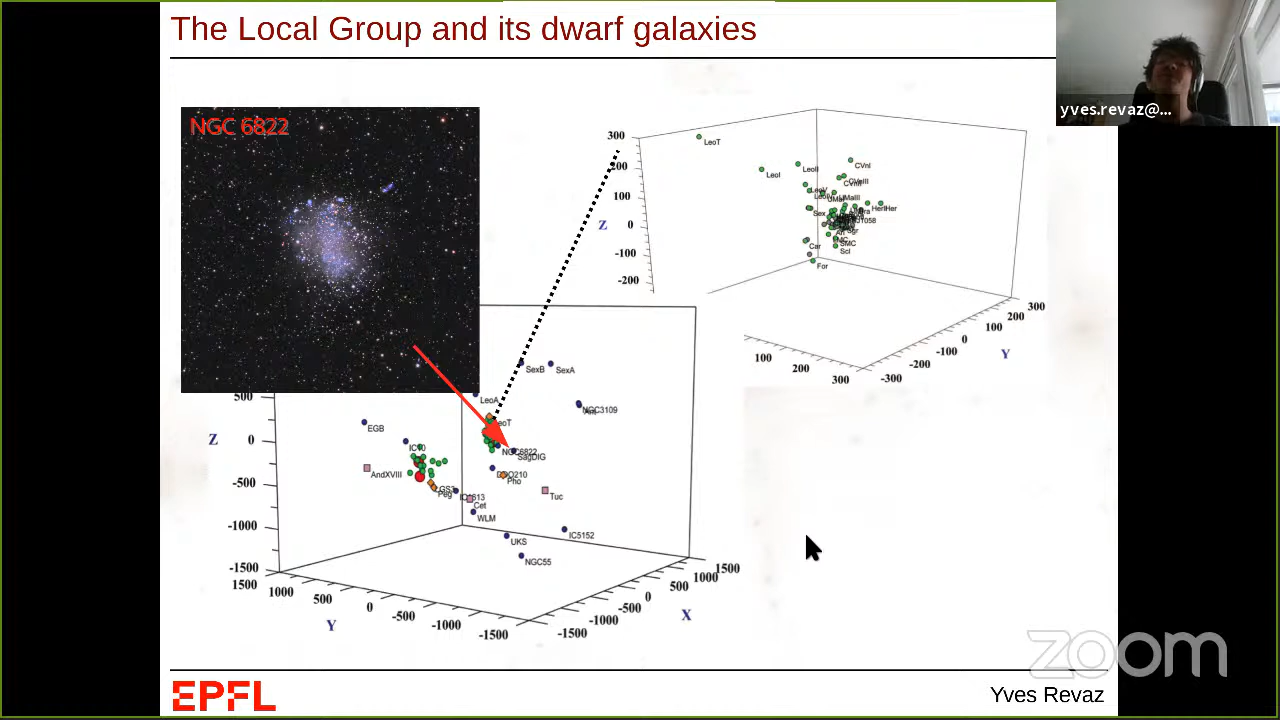 The Local Group and its dwarf galaxies
yves.revaz@...
NGC 6822
300
200
100
Z
0
-100
-200
LeoT
LeoI
LeoII
CVnI
Sex
Car
For
SMC
Scl
100
200
300
-300
-200
-100
0
100
200
300
Y
500
Z
0
-500
-1000
-1500
1500
1000
500
0
-500
-1000
-1500
Y
-1500
-1000
-500
0
500
1000
1500
X
SexB
SexA
LeoA
NGC3109
EGB
IC10
NGC6822
SagDIG
AndXVIII
Pho
Peg
Tuc
Cet
WLM
UKS
IC5152
NGC55
zoom
EPFL
Yves Revaz